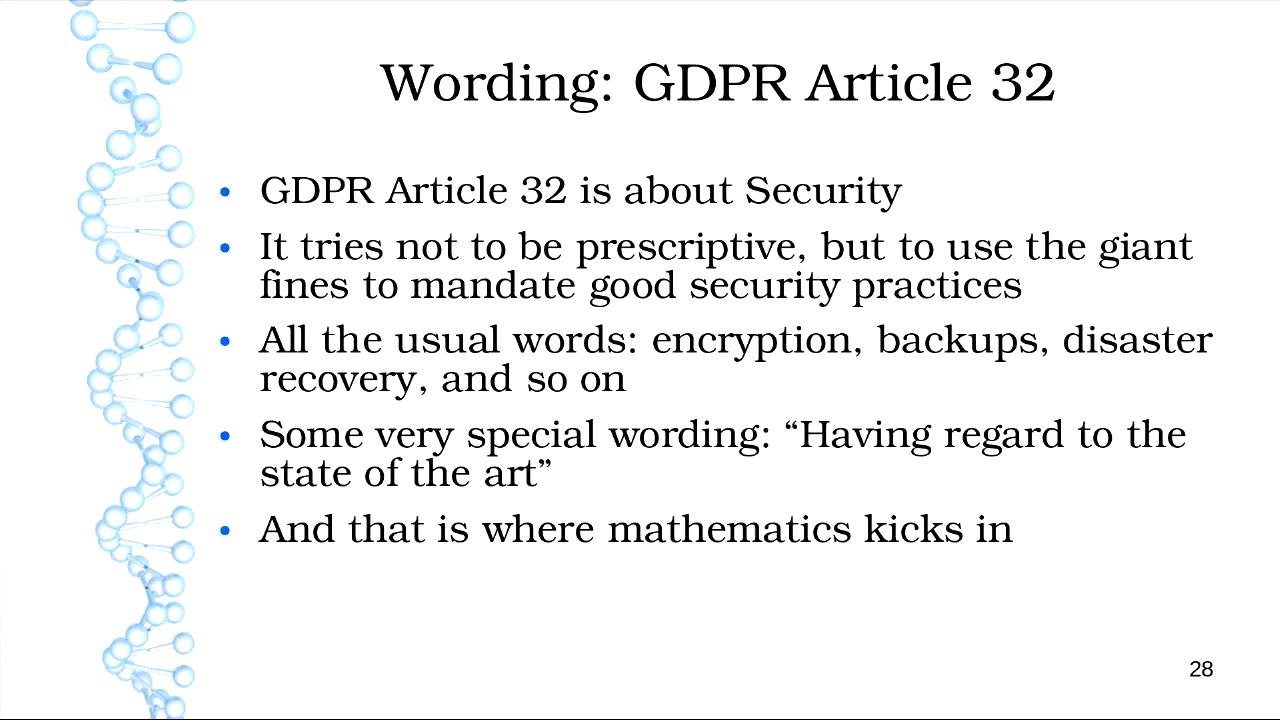 Wording: GDPR Article 32
• GDPR Article 32 is about Security
• It tries not to be prescriptive, but to use the giant
fines to mandate good security practices
• All the usual words: encryption, backups, disaster
recovery, and so on
• Some very special wording: “Having regard to the
state of the art”
• And that is where mathematics kicks in
28